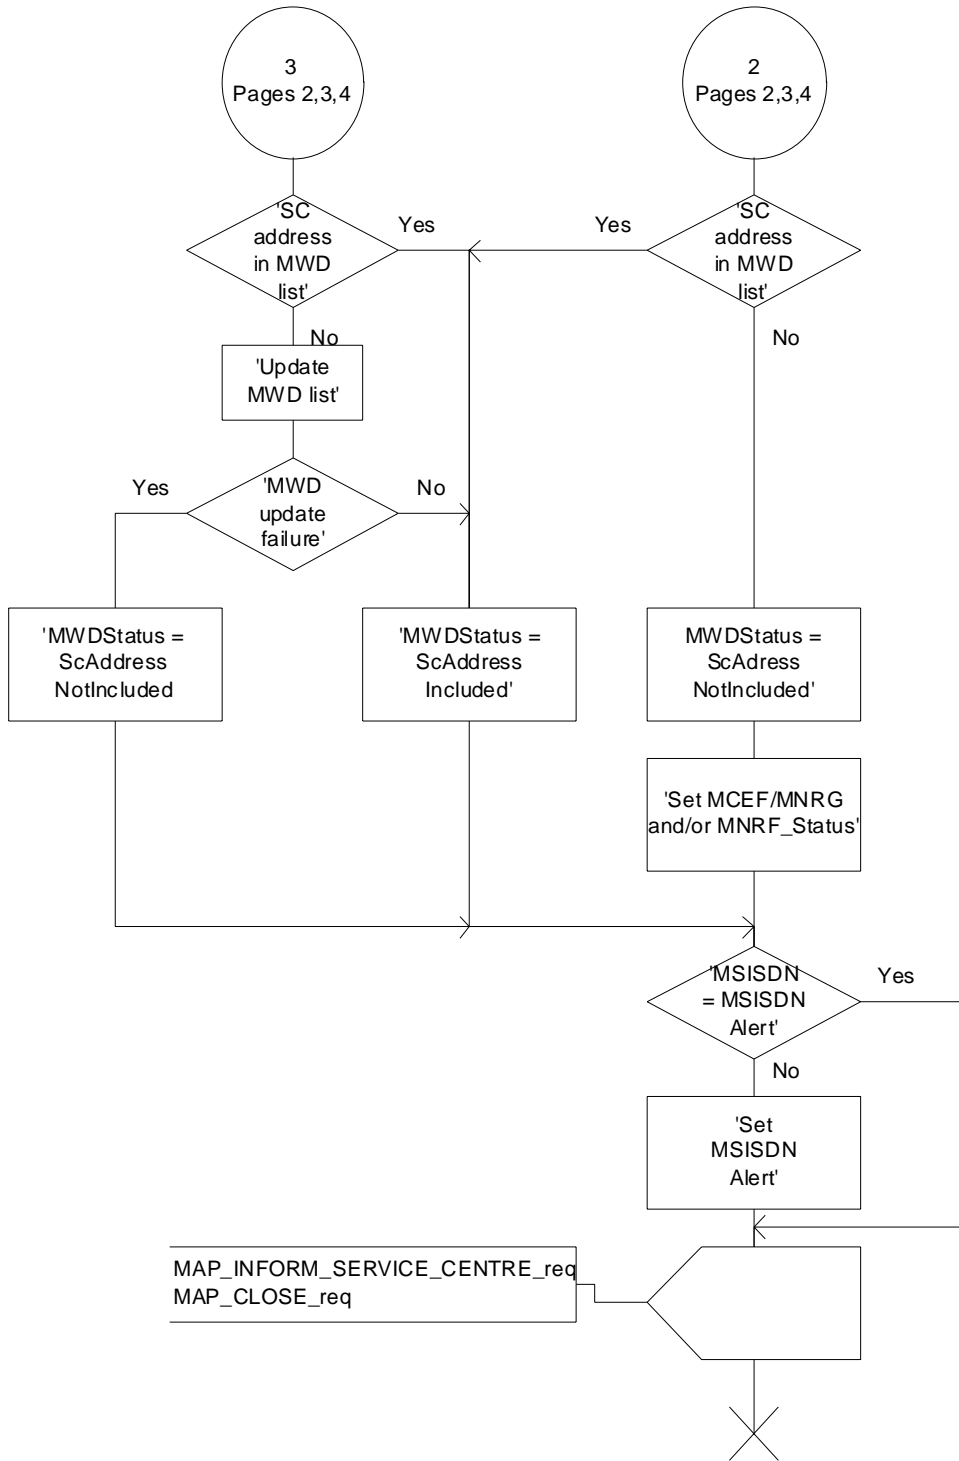 3
Pages 2,3,4
2
Pages 2,3,4
'SC
address
in MWD
list'
Yes
Yes
'SC
address
in MWD
list'
No
No
'Update
MWD list'
Yes
'MWD
update
failure'
No
'MWDStatus =
ScAddress
NotIncluded
'MWDStatus =
ScAddress
Included'
MWDStatus =
ScAdress
NotIncluded'
'Set MCEF/MNRG
and/or MNRF_Status'
'MSISDN
= MSISDN
Alert'
Yes
No
'Set
MSISDN
Alert'
MAP_INFORM_SERVICE_CENTRE_req
MAP_CLOSE_req